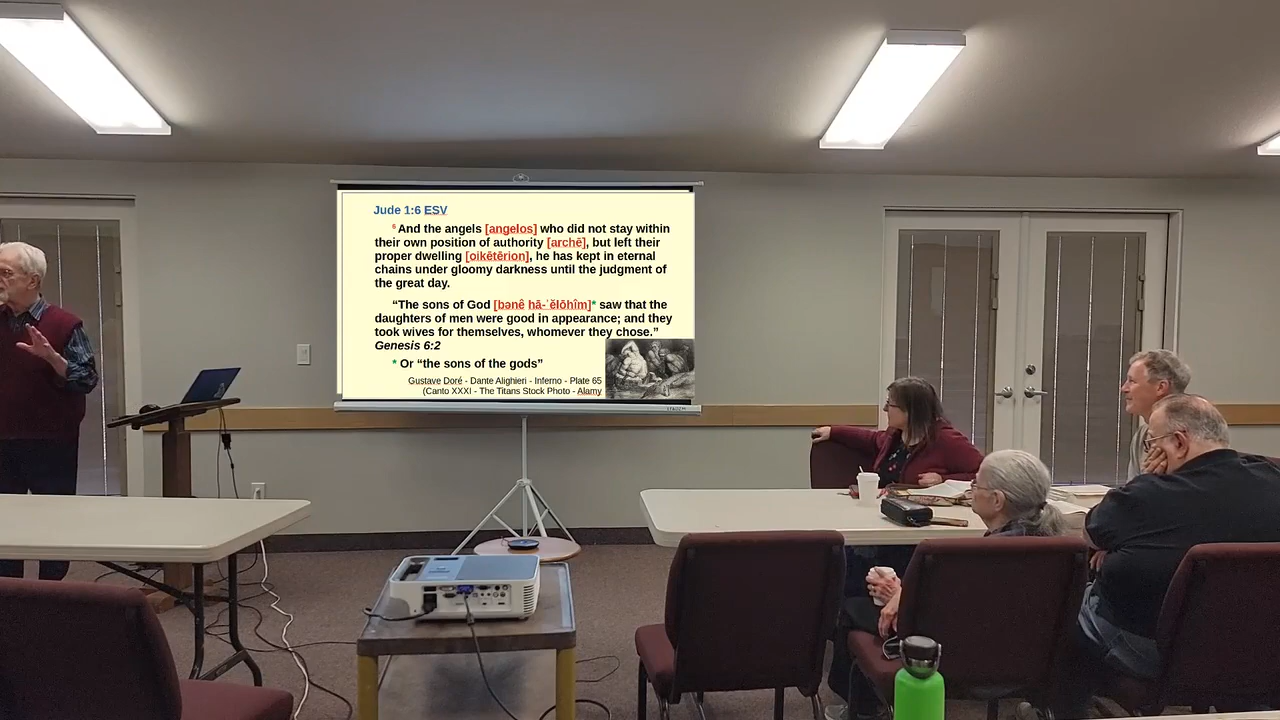 Jude 1:6 ESV
6 And the angels [angelos] who did not stay within
their own position of authority [archē], but left their
proper dwelling [oikētērion], he has kept in eternal
chains under gloomy darkness until the judgment of
the great day.
“The sons of God [bənê hā-ʾĕlōhîm]* saw that the
daughters of men were good in appearance; and they
took wives for themselves, whomever they chose.”
Genesis 6:2
* Or “the sons of the gods”
Gustave Doré - Dante Alighieri - Inferno - Plate 65
(Canto XXXI - The Titans Stock Photo - Alamy